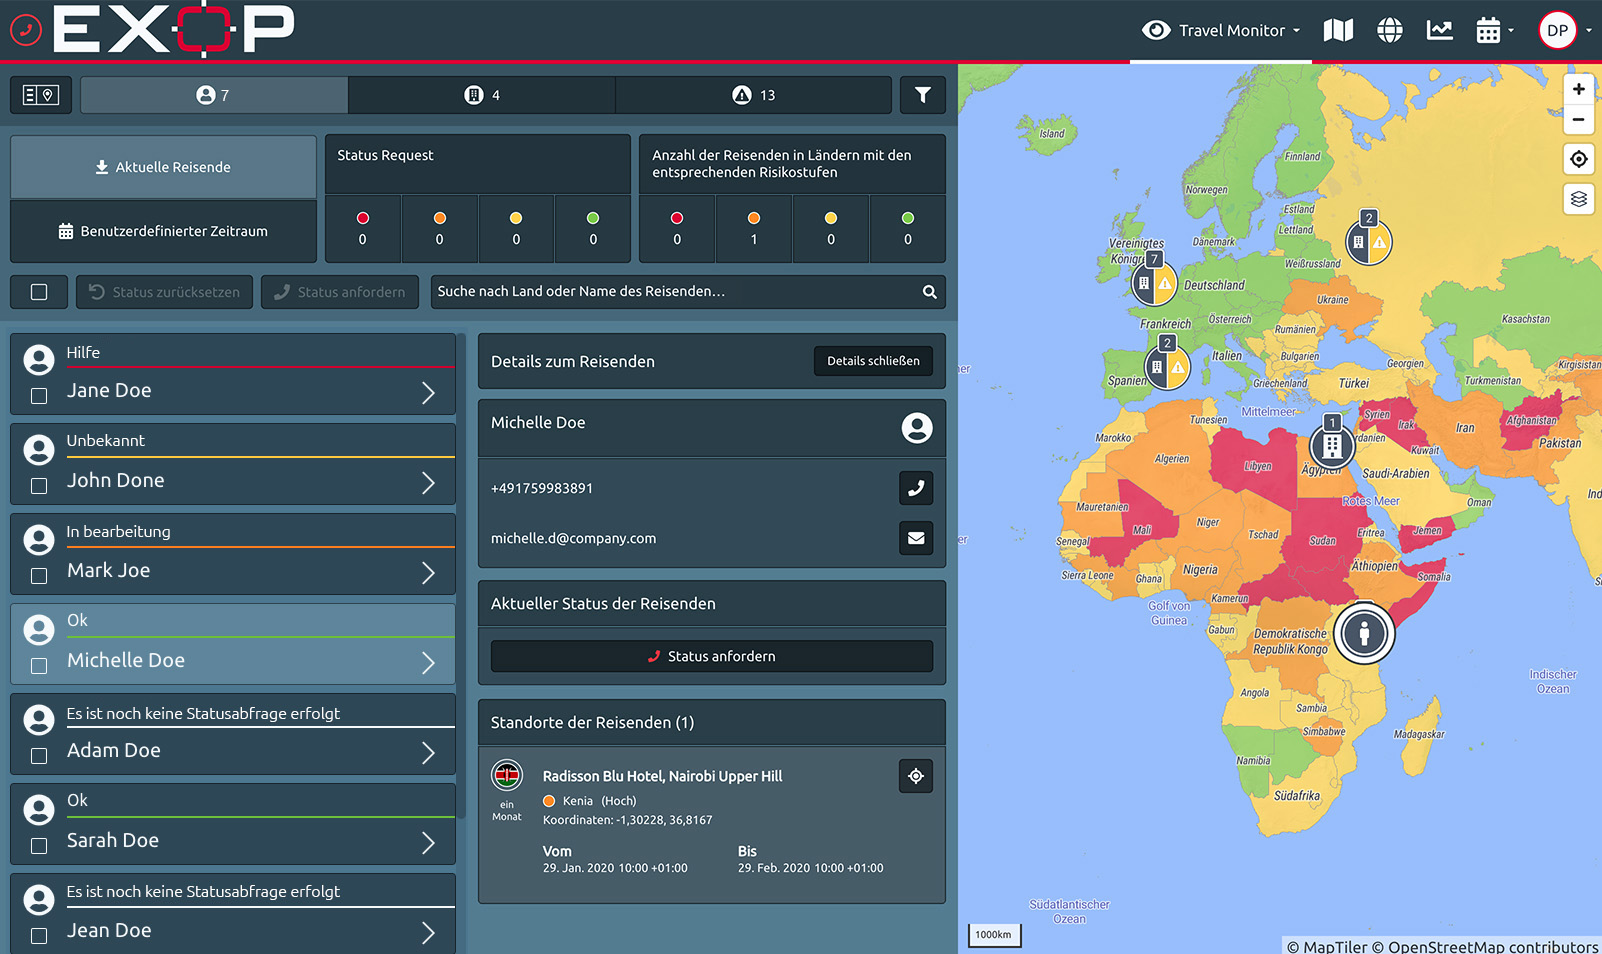 EXOP
Travel Monitor
DP
7
4
13
Aktuelle Reisende
Benutzerdefinierter Zeitraum
Status Request
0
0
0
0
Anzahl der Reisenden in Ländern mit den
entsprechenden Risikostufen
0
1
0
0
Status zurücksetzen
Status anfordern
Suche nach Land oder Name des Reisenden...
Hilfe
Jane Doe
Unbekannt
John Done
In bearbeitung
Mark Joe
Ok
Michelle Doe
Es ist noch keine Statusabfrage erfolgt
Adam Doe
Ok
Sarah Doe
Es ist noch keine Statusabfrage erfolgt
Jean Doe
Details zum Reisenden
Details schließen
Michelle Doe
+491759983891
michelle.d@company.com
Aktueller Status der Reisenden
Status anfordern
Standorte der Reisenden (1)
ein
Monat
Radisson Blu Hotel, Nairobi Upper Hill
Kenia (Hoch)
Koordinaten: -1,30228, 36,8167
Vom
29. Jan. 2020 10:00 +01:00
Bis
29. Feb. 2020 10:00 +01:00
+
−
Island
Finnland
Norwegen
Estland
Lettland
2
Vereinigtes
Königr
Dänemark
7
Weißrussland
Deutschland
Ukraine
Österreich
Kasachstan
Frankreich
Rumänien
2
Italien
Bulgarien
Georgien
Kirgisistan
Spanien
Griechenland
Türkei
Turkmenistan
er
Mittelmeer
Tunesien
1
Syrien
Irak
Afghanistan
Marokko
rdanien
Iran
Pakistan
Kuwait
Algerien
Libyen
Ägypten
Saudi-Arabien
Ind
Rotes Meer
Oman
Mauretanien
Mali
Niger
Tschad
Sudan
Eritrea
Jemen
er
Senegal
Sierra Leone
Ghana
Nigeria
Äthiopien
Somalia
S
Kamerun
Golf von
Guinea
Gabun
Demokratische
Republik Kongo
Indischer
Ozean
Angola
Sambia
Simbabwe
Madagaskar
Namibia
Südafrika
Südatlantischer
Ozean
1000km
© MapTiler © OpenStreetMap contributors